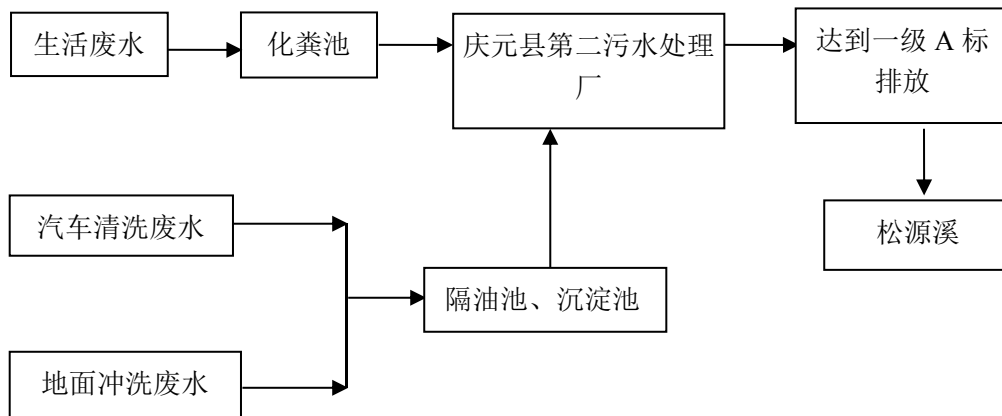 生活废水
化粪池
庆元县第二污水处理
厂
达到一级 A 标
排放
汽车清洗废水
松源溪
隔油池、沉淀池
地面冲洗废水